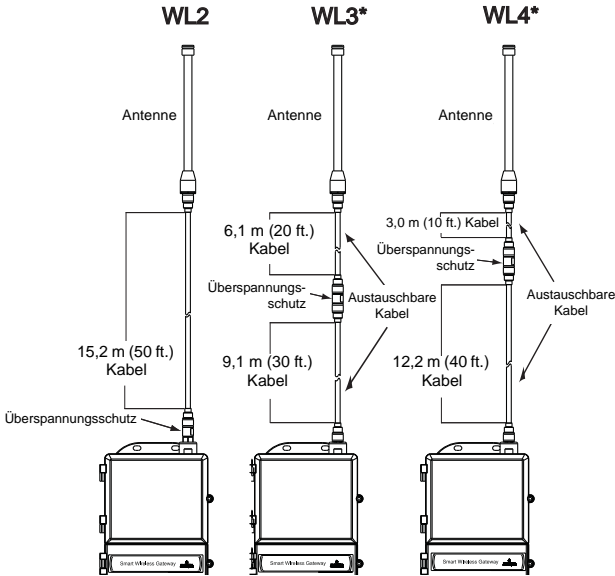 WL2
WL3*
WL4*
Antenne
Antenne
Antenne
6,1 m (20 ft.)
Kabel
3,0 m (10 ft.) Kabel
Überspannungs-
schutz
Überspannungs-
schutz
Austauschbare
Kabel
Austauschbare
Kabel
15,2 m (50 ft.)
Kabel
9,1 m (30 ft.)
Kabel
12,2 m (40 ft.)
Kabel
Überspannungsschutz
Smart Wireless Gateway
Smart Wireless Gateway
Smart Wireless Gateway